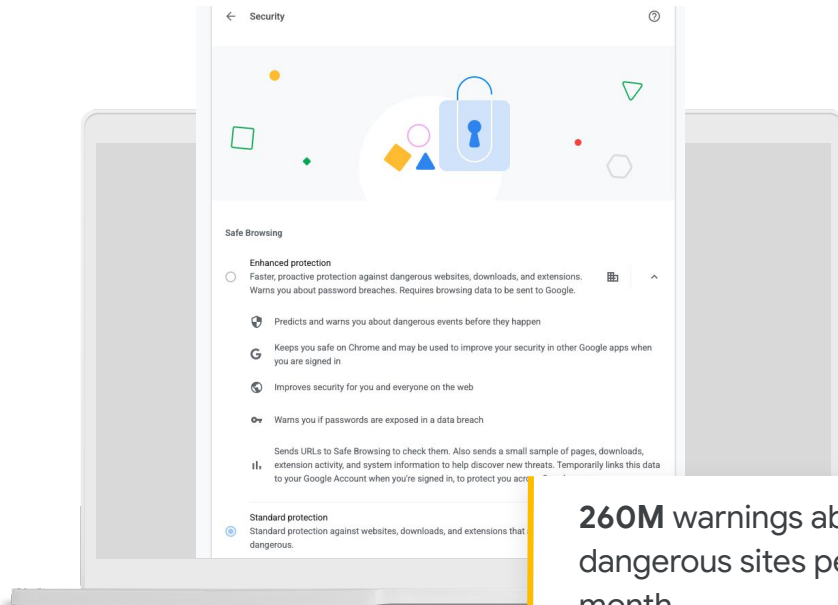 Security
Safe Browsing
Enhanced protection
Faster, proactive protection against dangerous websites, downloads, and extensions.
Warns you about password breaches. Requires browsing data to be sent to Google.
Predicts and warns you about dangerous events before they happen
Keeps you safe on Chrome and may be used to improve your security in other Google apps when
you are signed in
Improves security for you and everyone on the web
Warns you if passwords are exposed in a data breach
Sends URLs to Safe Browsing to check them. Also sends a small sample of pages, downloads,
extension activity, and system information to help discover new threats. Temporarily links this data
to your Google Account when you're signed in, to protect you
Standard protection
Standard protection against websites, downloads, and extensions that
dangerous.
260M warnings
dangerous sites
month